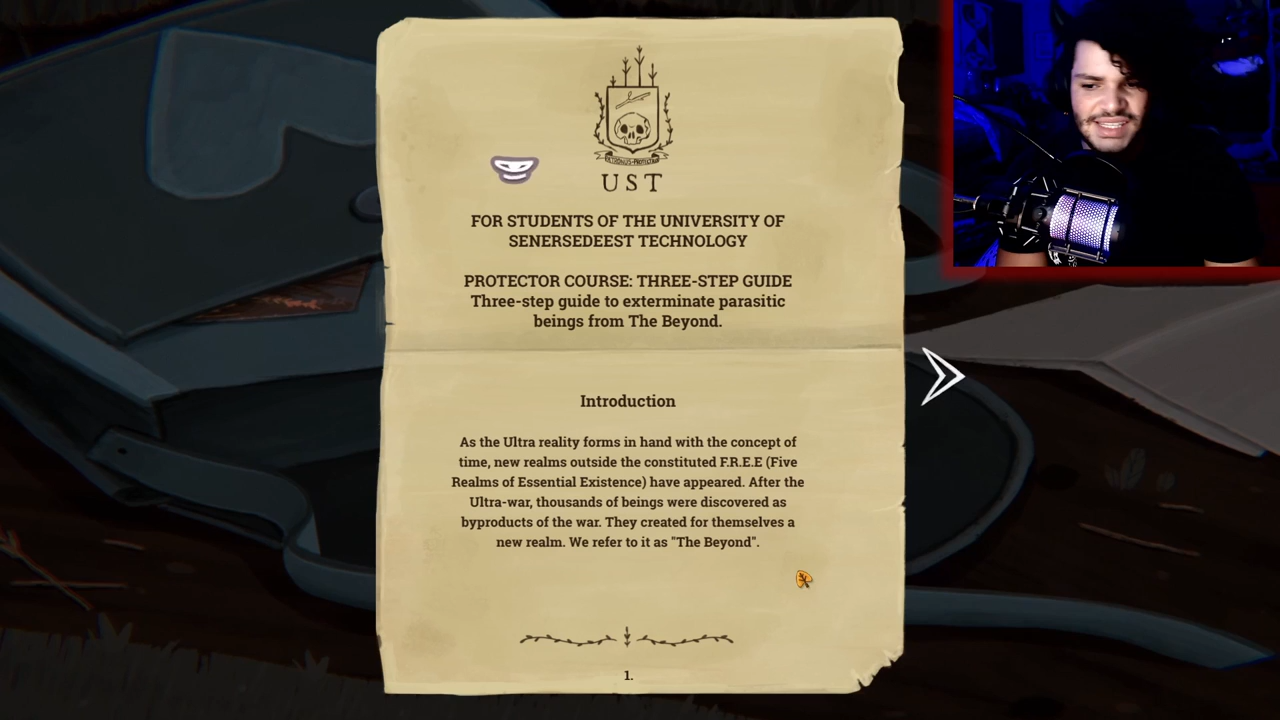 UST
FOR STUDENTS OF THE UNIVERSITY OF
SENERSEDEEST TECHNOLOGY
PROTECTOR COURSE: THREE-STEP GUIDE
Three-step guide to exterminate parasitic
beings from The Beyond.
Introduction
As the Ultra reality forms in hand with the concept of
time, new realms outside the constituted F.R.E.E (Five
Realms of Essential Existence) have appeared. After the
Ultra-war, thousands of beings were discovered as
byproducts of the war. They created for themselves a
new realm. We refer to it as "The Beyond".
1.